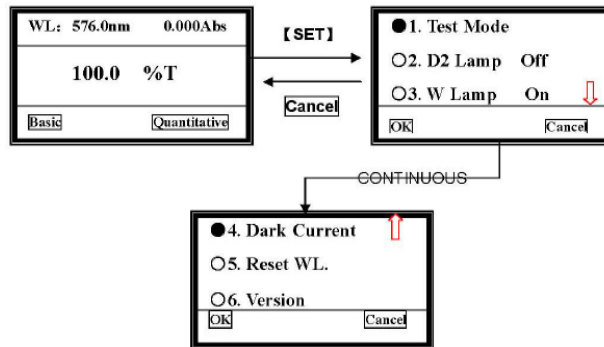 WL: 576.0nm 0.000Abs
100.0 %T
Basic Quantitative
【SET】
Cancel
●1. Test Mode
○2. D2 Lamp Off
○3. W Lamp On
OK Cancel
CONTINUOUS
●4. Dark Current
○5. Reset WL.
○6. Version
OK Cancel